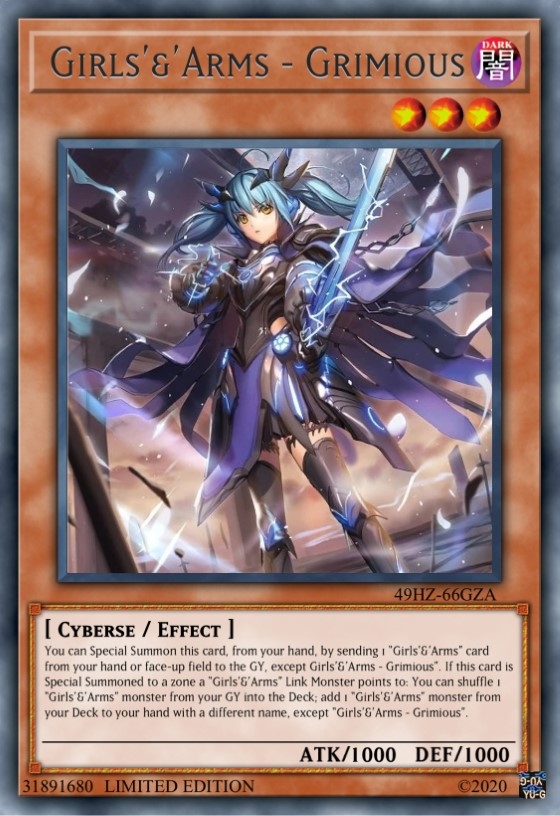 Girls'&'Arms - Grimious
DARK
闇
49HZ-66GZA
[ Cyberse / Effect ]
You can Special Summon this card, from your hand, by sending 1 "Girls'&'Arms" card
from your hand or face-up field to the GY, except Girls'&'Arms - Grimious". If this card is
Special Summoned to a zone a "Girls'&'Arms" Link Monster points to: You can shuffle 1
"Girls'&'Arms" monster from your GY into the Deck; add 1 "Girls'&'Arms" monster from
your Deck to your hand with a different name, except "Girls'&'Arms - Grimious".
ATK/1000 DEF/1000
31891680 LIMITED EDITION ©2020